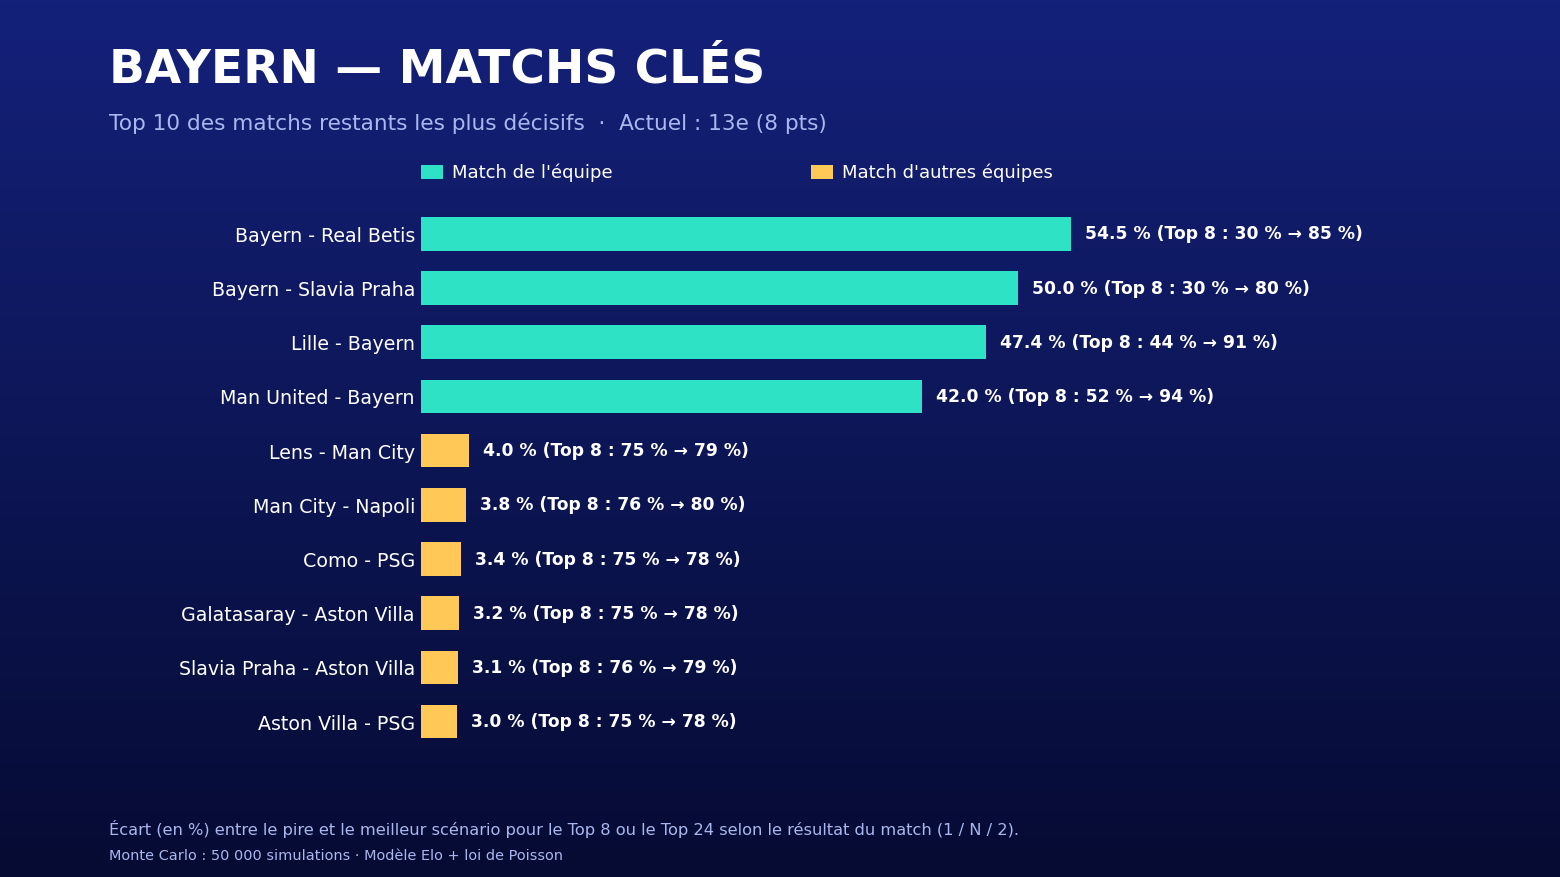 BAYERN — MATCHS CLÉS
Top 10 des matchs restants les plus décisifs · Actuel : 13e (8 pts)
Match de l'équipe
Match d'autres équipes
Bayern - Real Betis 54.5 % (Top 8 : 30 % → 85 %)
Bayern - Slavia Praha 50.0 % (Top 8 : 30 % → 80 %)
Lille - Bayern 47.4 % (Top 8 : 44 % → 91 %)
Man United - Bayern 42.0 % (Top 8 : 52 % → 94 %)
Lens - Man City 4.0 % (Top 8 : 75 % → 79 %)
Man City - Napoli 3.8 % (Top 8 : 76 % → 80 %)
Como - PSG 3.4 % (Top 8 : 75 % → 78 %)
Galatasaray - Aston Villa 3.2 % (Top 8 : 75 % → 78 %)
Slavia Praha - Aston Villa 3.1 % (Top 8 : 76 % → 79 %)
Aston Villa - PSG 3.0 % (Top 8 : 75 % → 78 %)
Écart (en %) entre le pire et le meilleur scénario pour le Top 8 ou le Top 24 selon le résultat du match (1 / N / 2).
Monte Carlo : 50 000 simulations · Modèle Elo + loi de Poisson